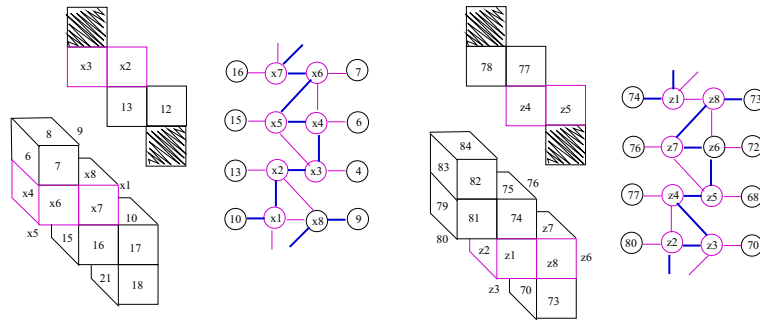 x3 x2
13 12
8 9
6 7 x8 x1
x4 x6 x7 10
x5 15 16 17
21 18
16 x7 x6 7
15 x5 x4 6
13 x2 x3 4
10 x1 x8 9
78 77
z4 z5
84
83 82 75 76
79 81 74 z7
80 z2 z1 z8 z6
z3 70 73
74 z1 z8 73
76 z7 z6 72
77 z4 z5 68
80 z2 z3 70